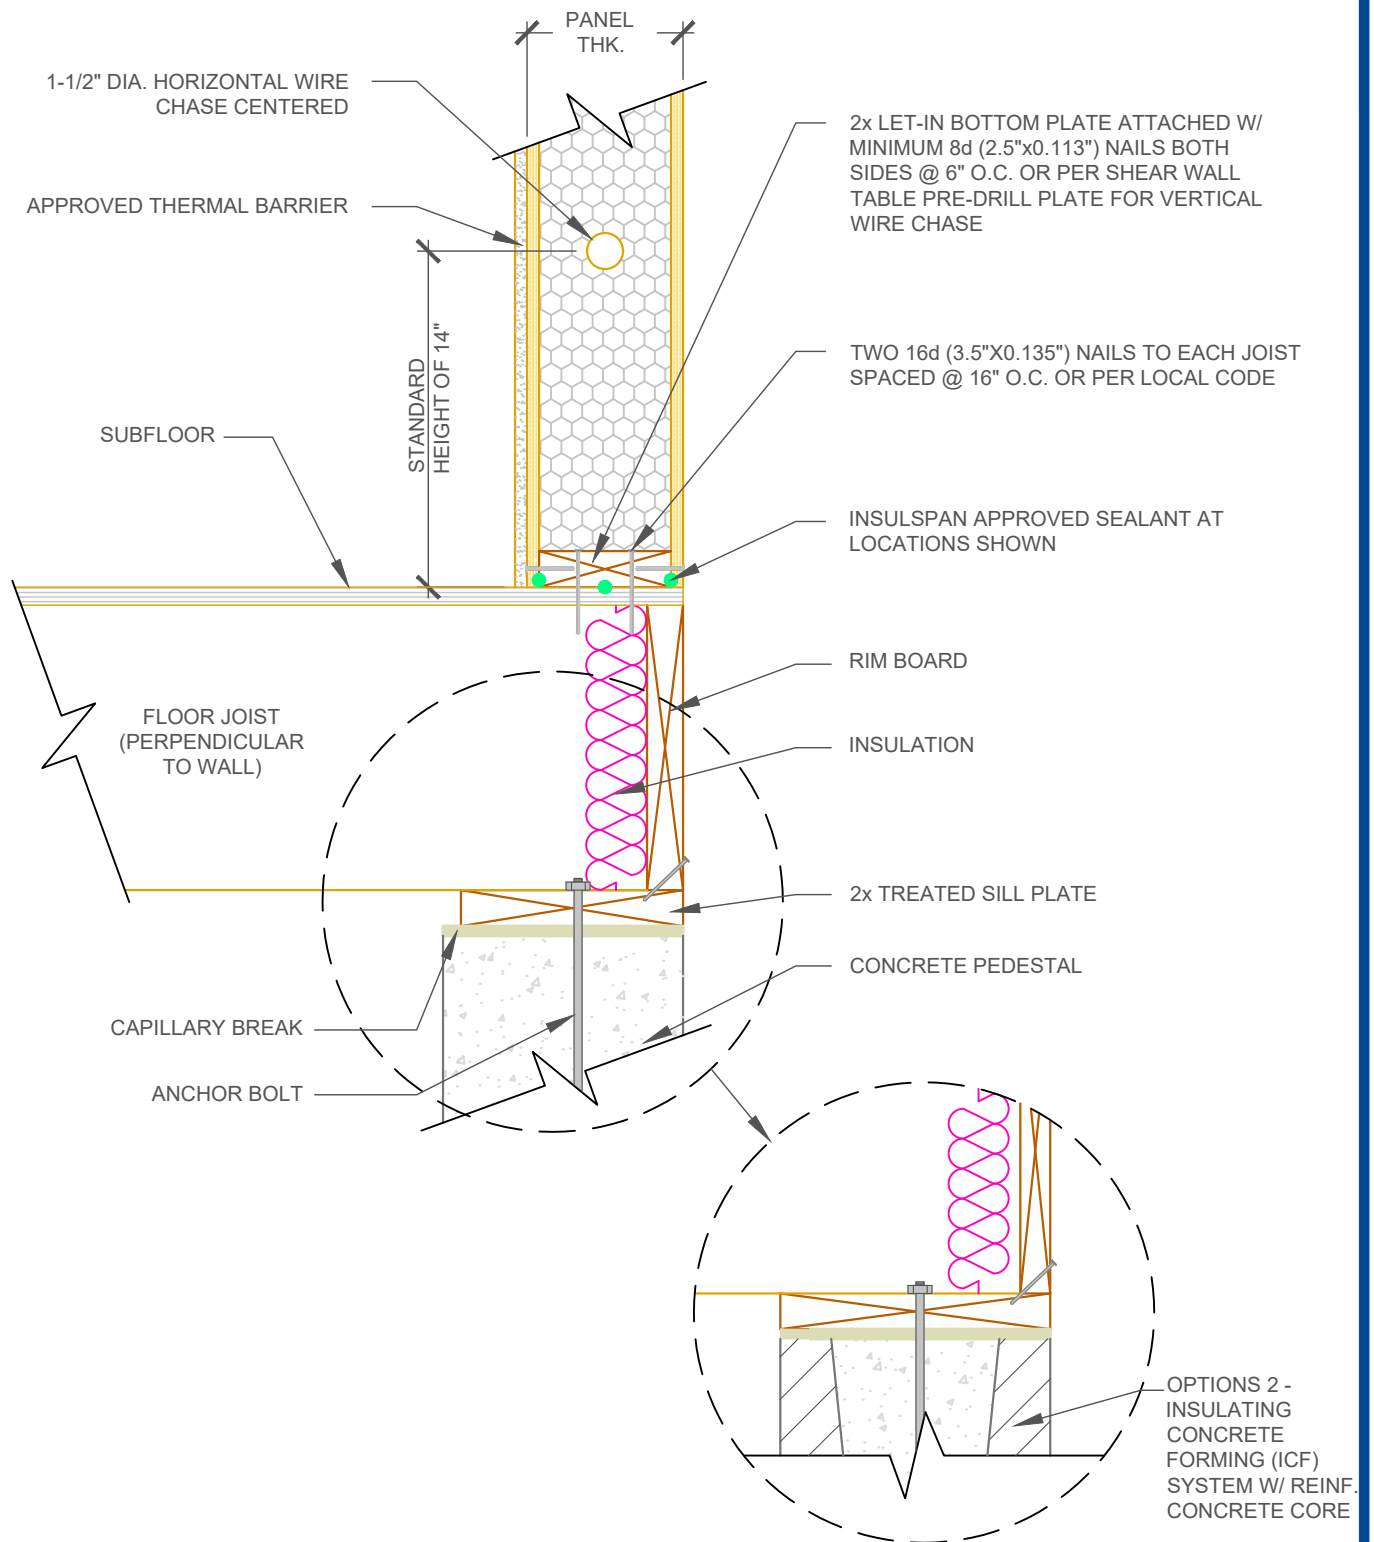 PANEL
THK.
1-1/2" DIA. HORIZONTAL WIRE
CHASE CENTERED
2x LET-IN BOTTOM PLATE ATTACHED W/
MINIMUM 8d (2.5"x0.113") NAILS BOTH
SIDES @ 6" O.C. OR PER SHEAR WALL
TABLE PRE-DRILL PLATE FOR VERTICAL
WIRE CHASE
APPROVED THERMAL BARRIER
STANDARD
HEIGHT OF 14"
TWO 16d (3.5"X0.135") NAILS TO EACH JOIST
SPACED @ 16" O.C. OR PER LOCAL CODE
SUBFLOOR
INSULSPAN APPROVED SEALANT AT
LOCATIONS SHOWN
RIM BOARD
FLOOR JOIST
(PERPENDICULAR
TO WALL)
INSULATION
2x TREATED SILL PLATE
CONCRETE PEDESTAL
CAPILLARY BREAK
ANCHOR BOLT
OPTIONS 2 -
INSULATING
CONCRETE
FORMING (ICF)
SYSTEM W/ REINF.
CONCRETE CORE